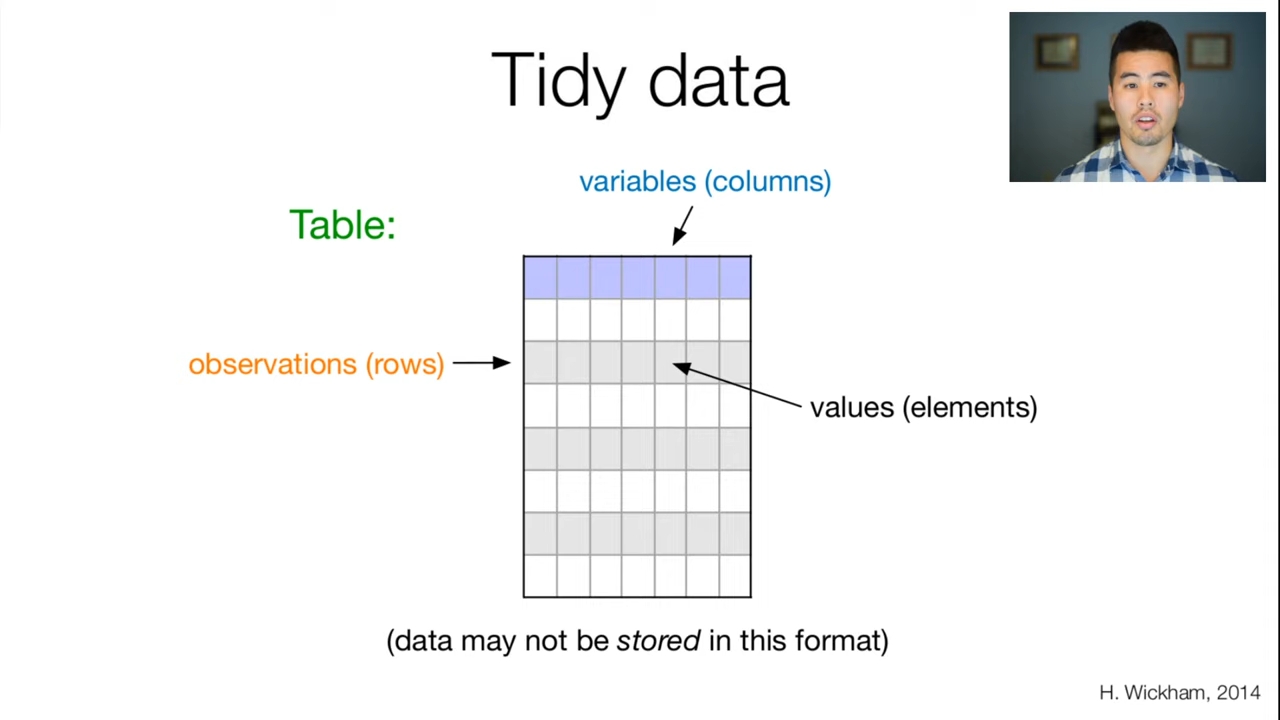 Tidy data
variables (columns)
Table:
observations (rows)
values (elements)
(data may not be stored in this format)
H. Wickham, 2014